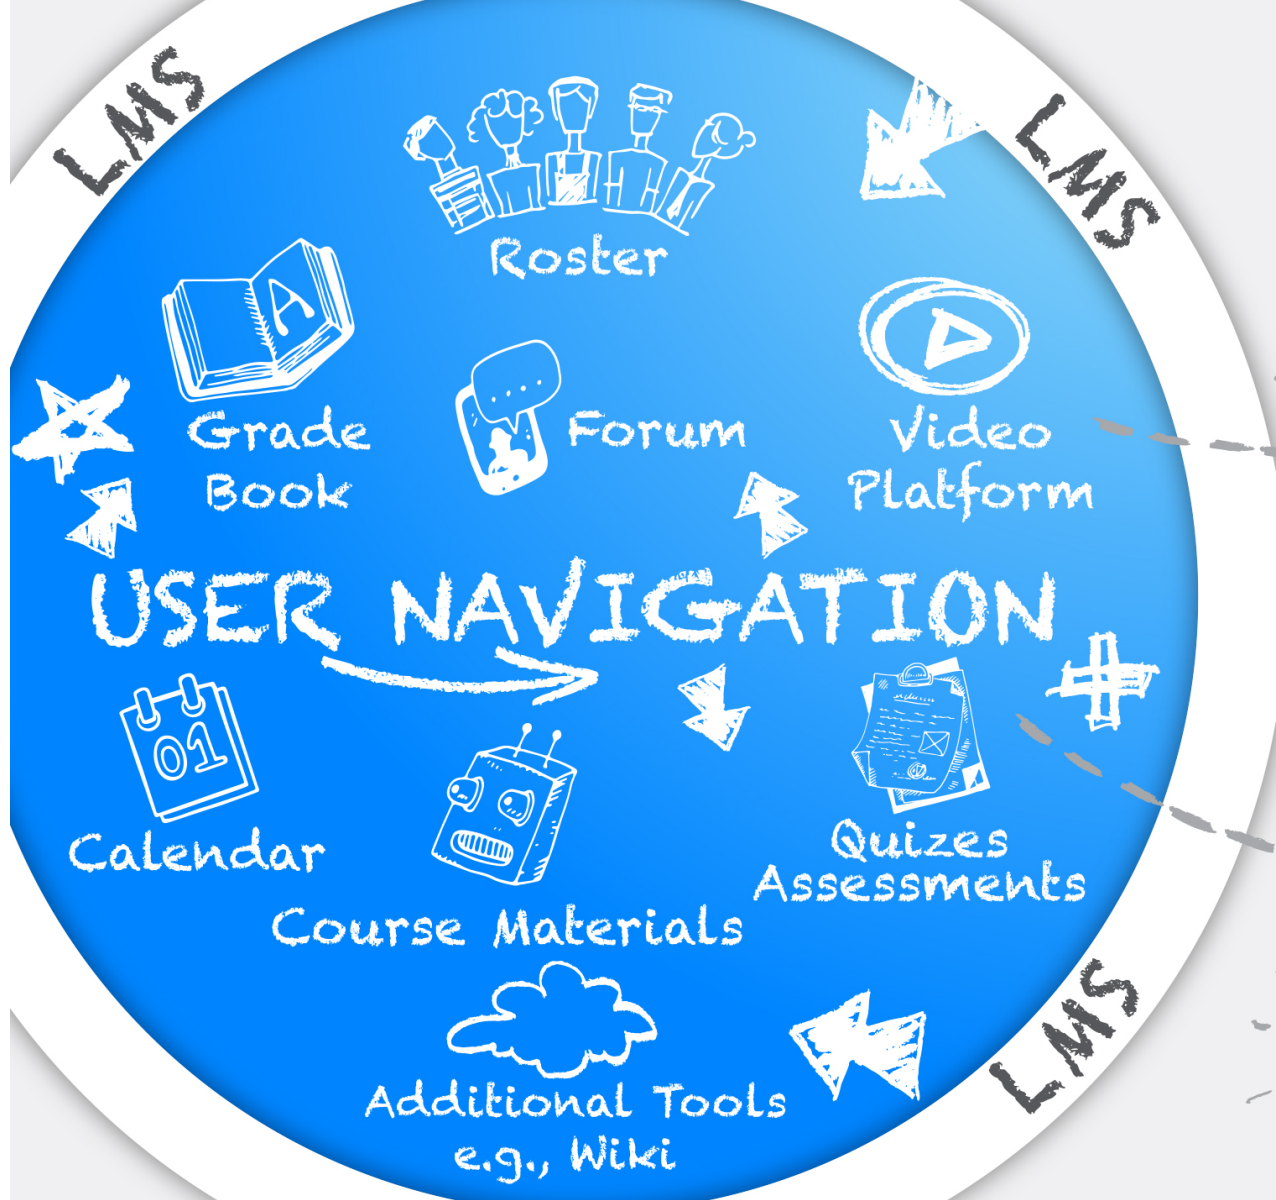 LMS
LMS
Roster
A
Grade
Book
Forum
Video
Platform
USER NAVIGATION
01
Calendar
Course Materials
Quizes
Assessments
Additional Tools
e.g., Wiki
LMS